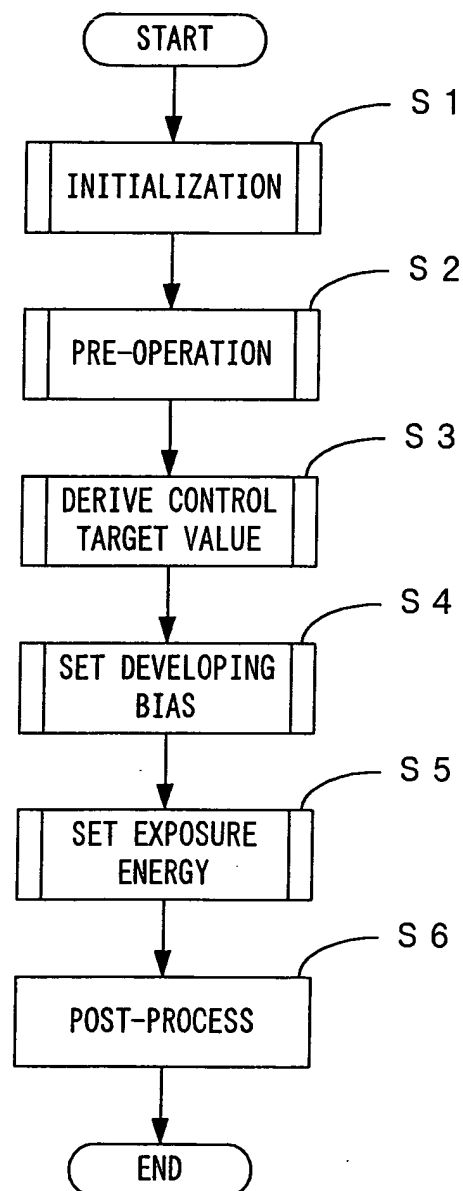 START
S 1
INITIALIZATION
S 2
PRE-OPERATION
S 3
DERIVE CONTROL
TARGET VALUE
S 4
SET DEVELOPING
BIAS
S 5
SET EXPOSURE
ENERGY
S 6
POST-PROCESS
END